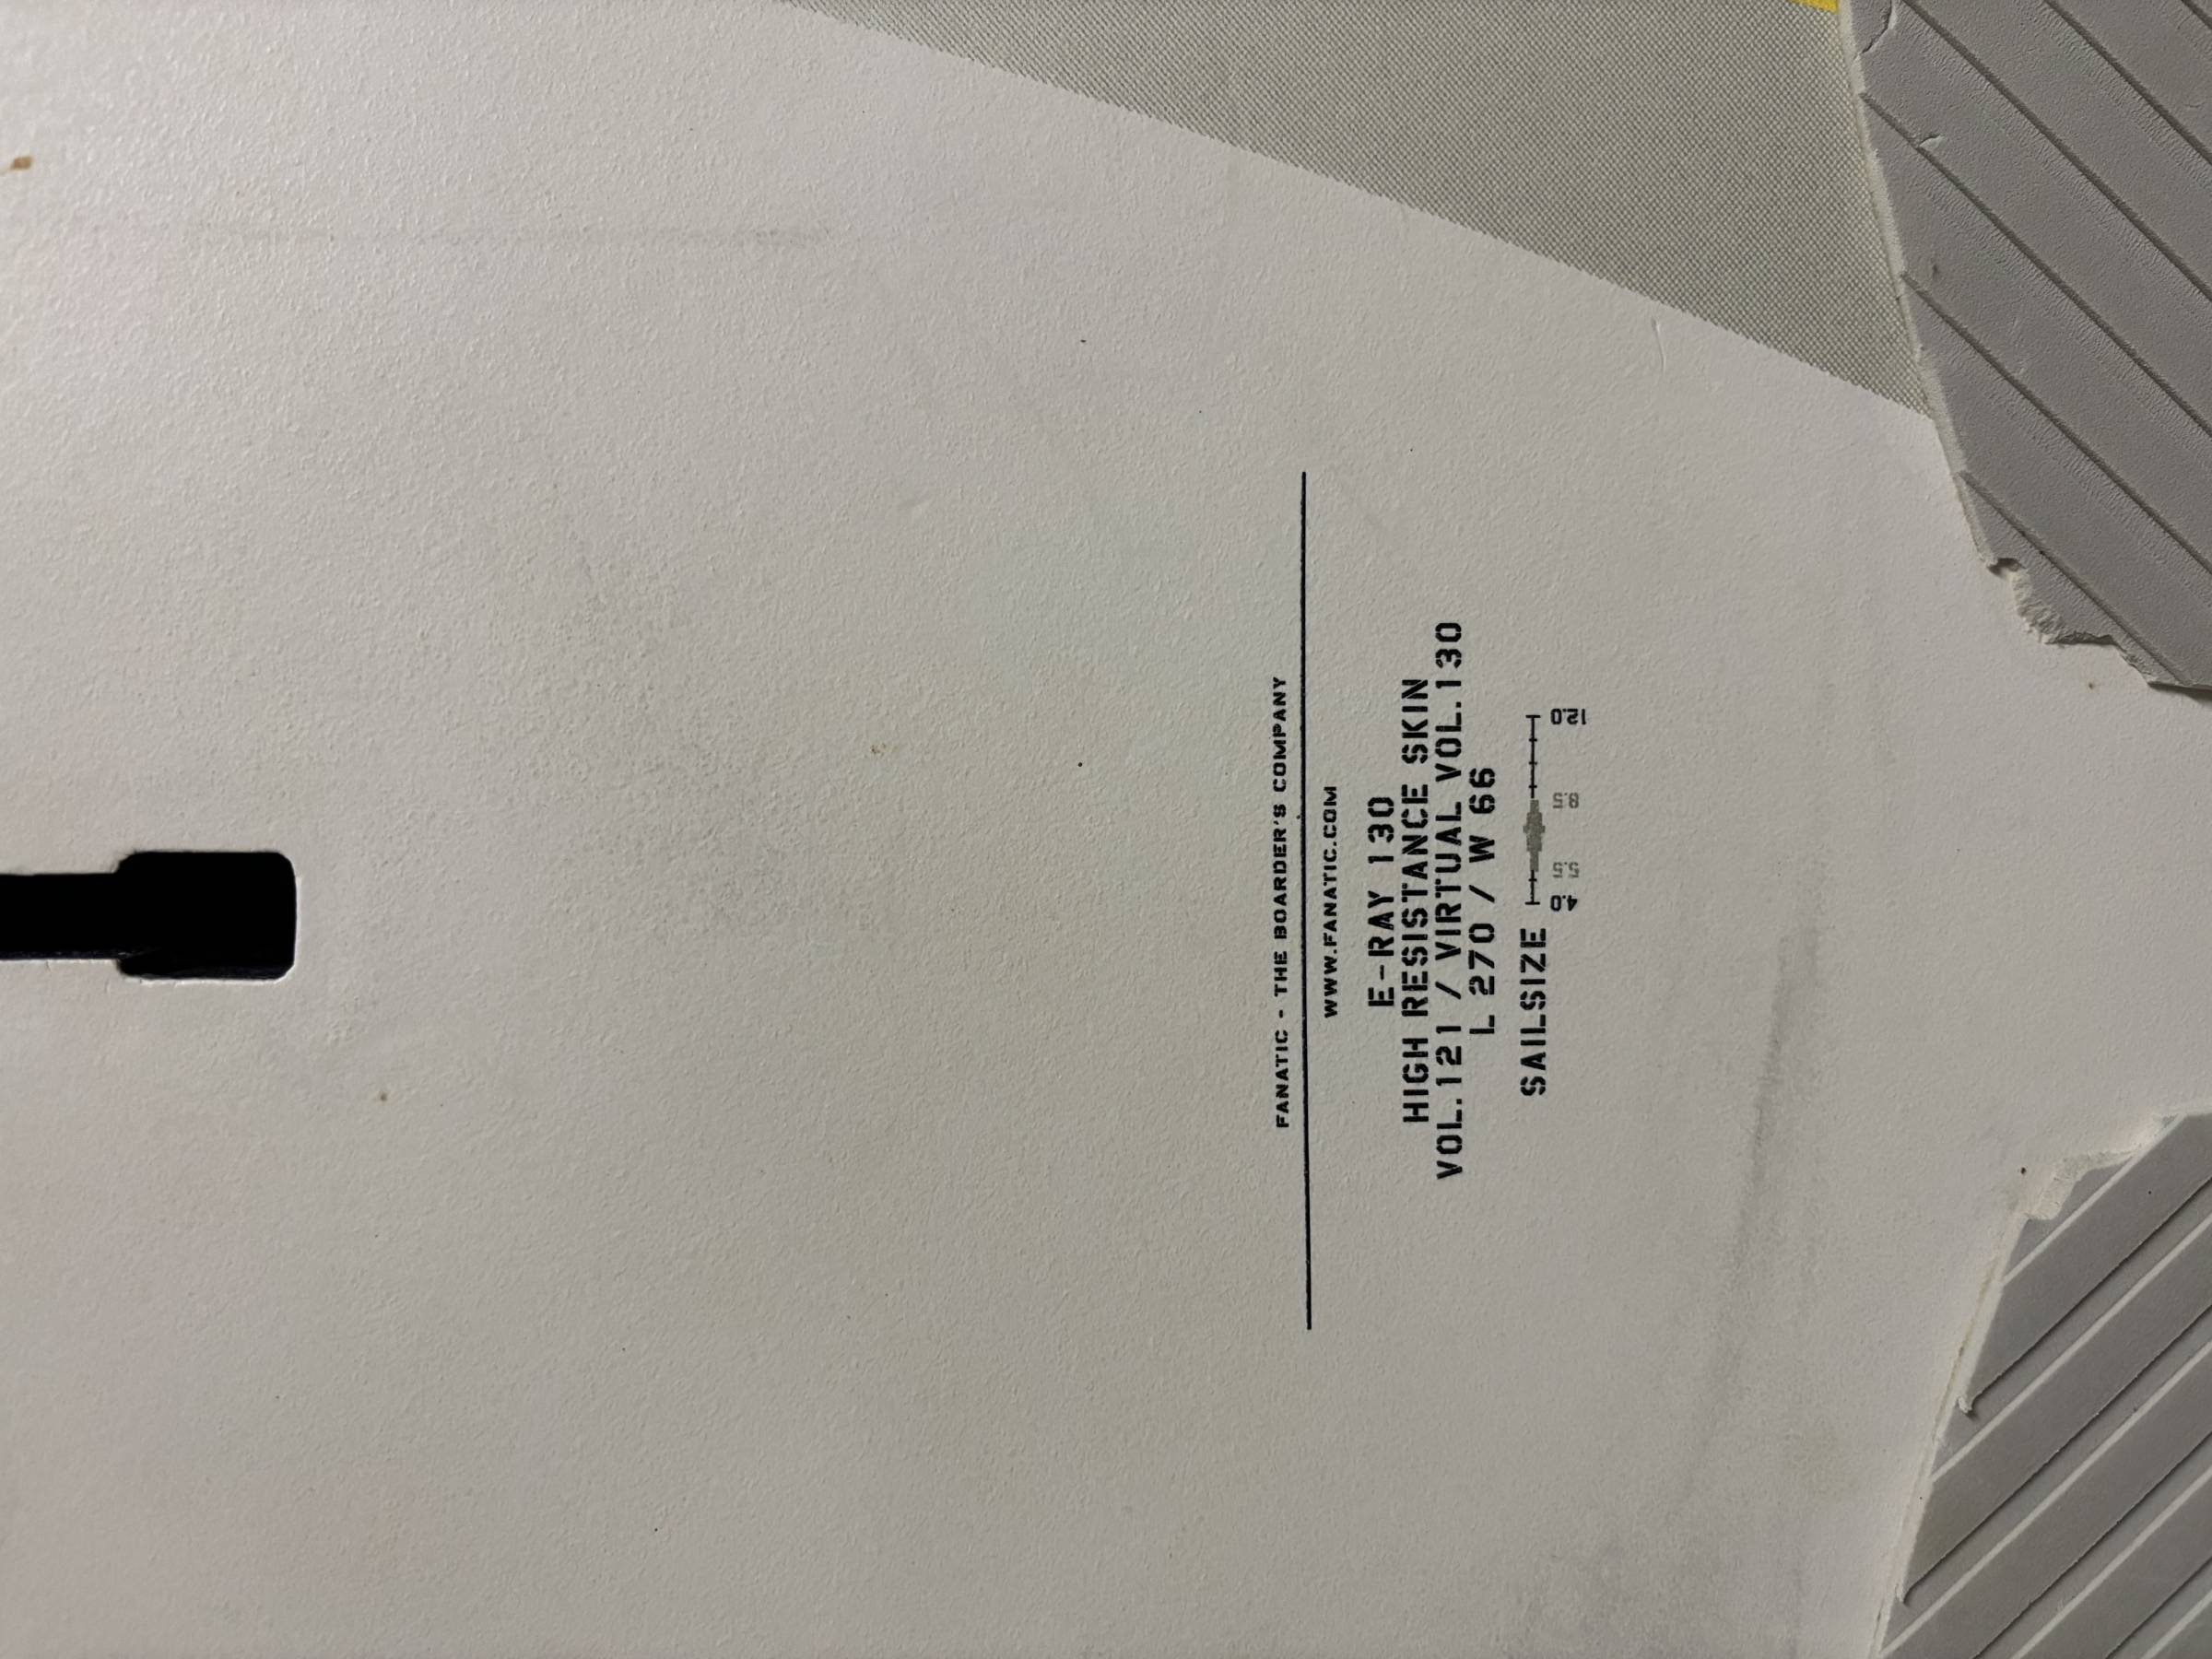 FANATIC - THE BOARDER'S COMPANY
WWW.FANATIC.COM
E-RAY 130
HIGH RESISTANCE SKIN
VOL.121 / VIRTUAL VOL.130
L 270 / W 66
SAILSIZE
4.0 5.5 8.5 12.0